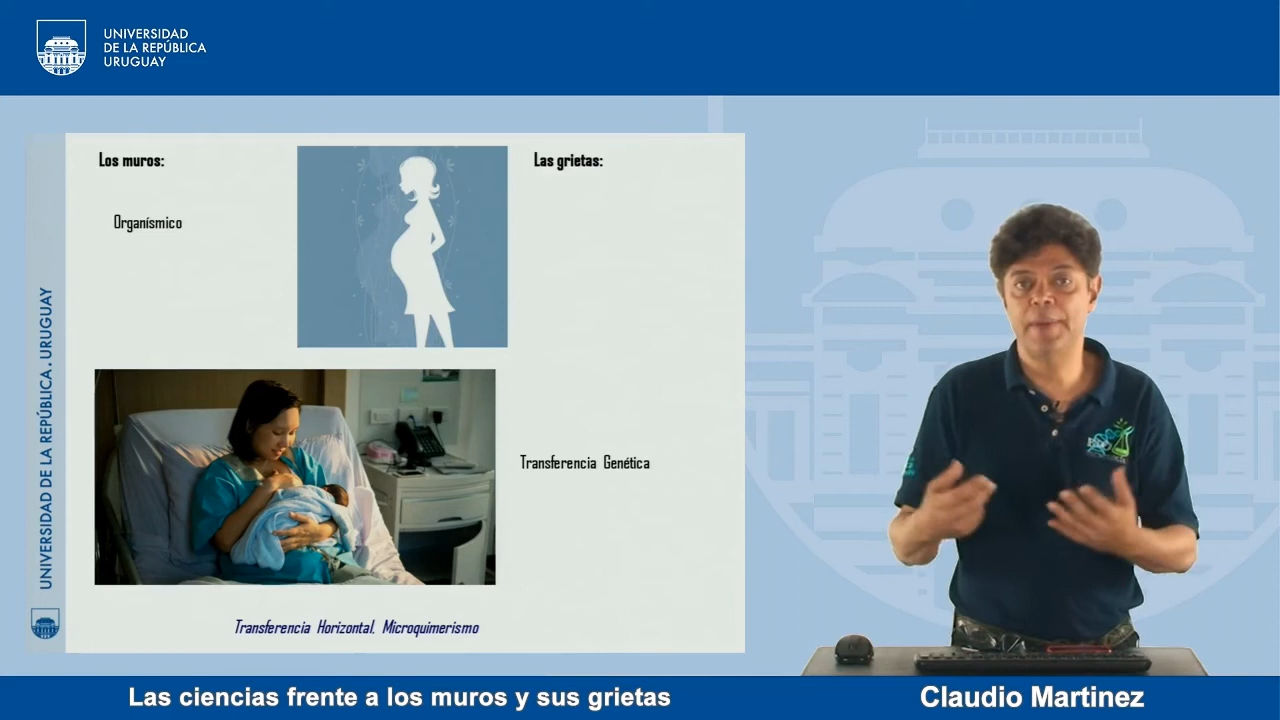 UNIVERSIDAD
DE LA REPÚBLICA
URUGUAY
Los muros:
Las grietas:
Organísmico
Transferencia Genética
Transferencia Horizontal. Microquimerismo
UNIVERSIDAD DE LA REPÚBLICA . URUGUAY
Las ciencias frente a los muros y sus grietas
Claudio Martinez